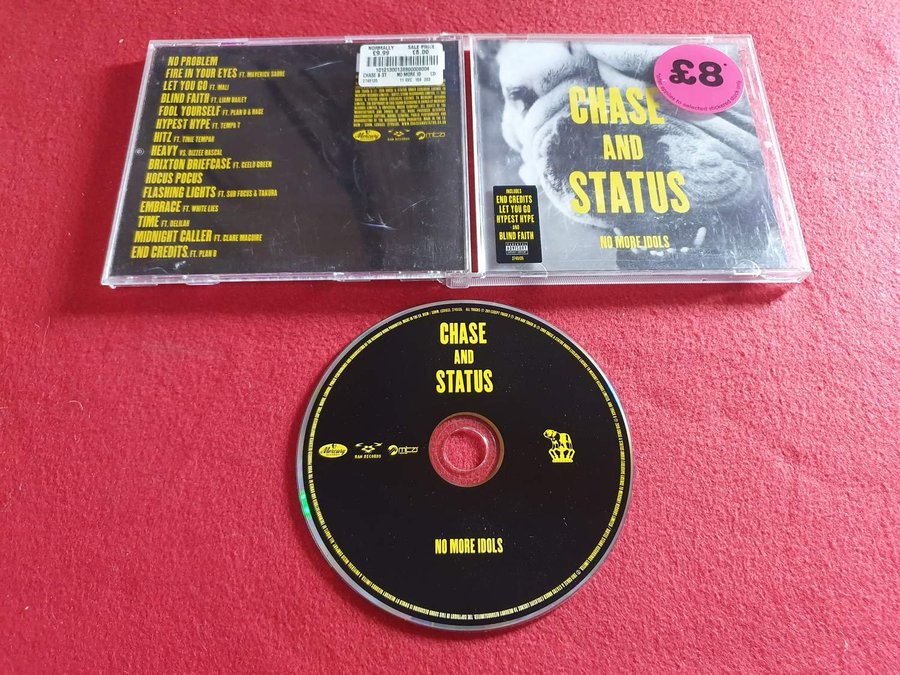 NO PROBLEM
FIRE IN YOUR EYES FT. MAVERICK SABRE
LET YOU GO FT. MALI
BLIND FAITH FT. LIAM BAILEY
FOOL YOURSELF FT. PLAN B & RAGE
HYPEST HYPE FT. TEMPA T
HITZ FT. TINIE TEMPAH
HEAVY VS. DIZZEE RASCAL
BRIXTON BRIEFCASE FT. CEELO GREEN
HOCUS POCUS
FLASHING LIGHTS FT. SUB FOCUS & TAKURA
EMBRACE FT. WHITE LIES
TIME FT. DELILAH
MIDNIGHT CALLER FT. CLARE MAGUIRE
END CREDITS FT. PLAN B
NORMALLY SALE PRICE
£9.99 £8.00
CHASE & ST NO MORE ID CD
£8*
CHASE
AND
STATUS
NO MORE IDOLS
INCLUDES
END CREDITS
LET YOU GO
HYPEST HYPE
AND
BLIND FAITH
PARENTAL
ADVISORY
CHASE
AND
STATUS
Mercury
RAM RECORDS
NO MORE IDOLS